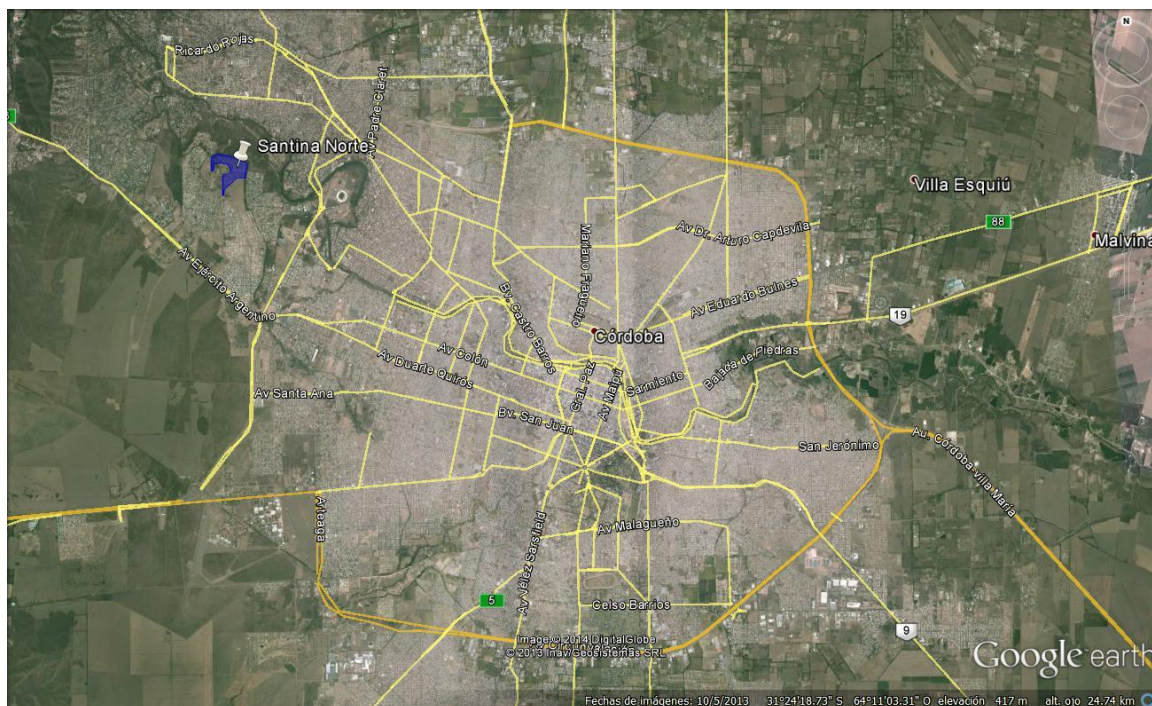 N
Ricardo Rojas
Av Padre Claret
Santina Norte
Villa Esquiú
88
Malvina
Av Dr. Arturo Capdevila
Mariano Fragueiro
Av Ejército Argentino
Bv. Castro Barros
Av Eduardo Bulnes
19
Córdoba
Av Colón
Av Duarte Quiros
Bajada de Piedras
Sarmiento
Gral. Paz
Av Maipú
Av Santa Ana
Bv. San Juan
San Jerónimo
Au. Córdoba-villa María
Arteaga
Av Malagueño
Av Vélez Sarsfield
5
Celso Barrios
9
Image © 2014 DigitalGlobe
© 2013 Inav/Geosistemas SRL
Google earth
Fechas de imágenes: 10/5/2013 31°24'18.73" S 64°11'03.31" O elevación 417 m alt. ojo 24.74 km